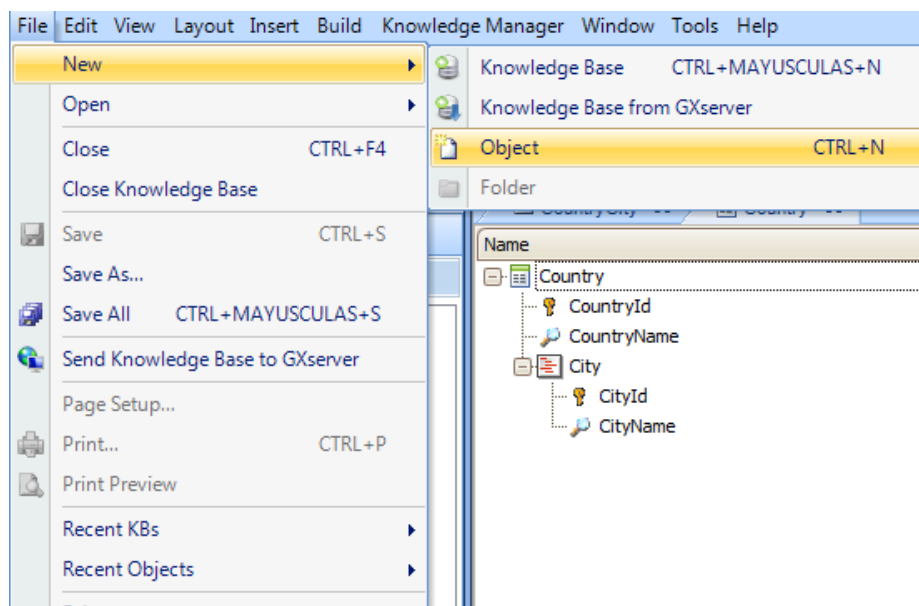 File Edit View Layout Insert Build Knowledge Manager Window Tools Help
New
Open
Close CTRL+F4
Close Knowledge Base
Save CTRL+S
Save As...
Save All CTRL+MAYUSCULAS+S
Send Knowledge Base to GXserver
Page Setup...
Print... CTRL+P
Print Preview
Recent KBs
Recent Objects
Knowledge Base CTRL+MAYUSCULAS+N
Knowledge Base from GXserver
Object CTRL+N
Folder
Name
Country
CountryId
CountryName
City
CityId
CityName